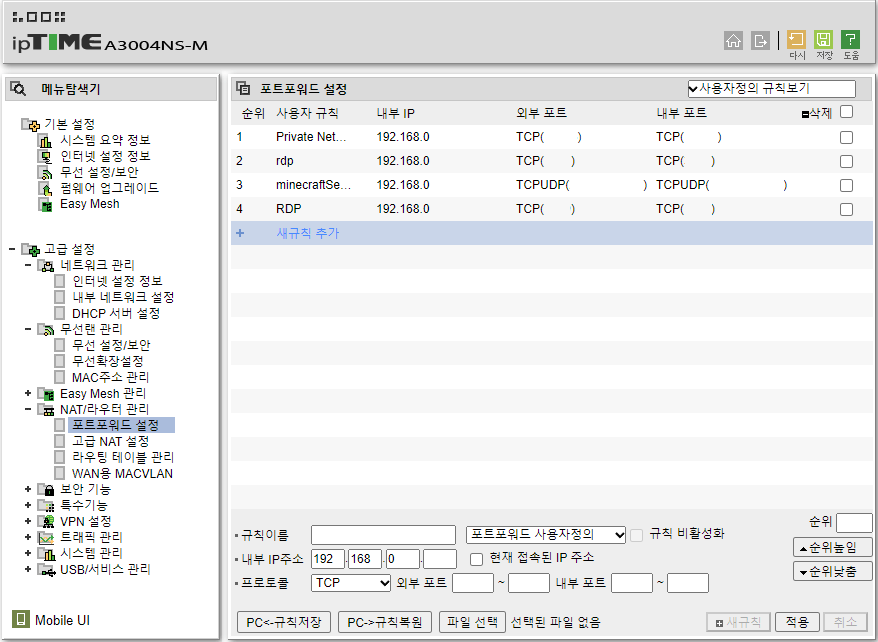 ipTIME A3004NS-M
다시 저장 도움
메뉴탐색기
기본 설정
시스템 요약 정보
인터넷 설정 정보
무선 설정/보안
펌웨어 업그레이드
Easy Mesh
고급 설정
네트워크 관리
인터넷 설정 정보
내부 네트워크 설정
DHCP 서버 설정
무선랜 관리
무선 설정/보안
무선확장설정
MAC주소 관리
Easy Mesh 관리
NAT/라우터 관리
포트포워드 설정
고급 NAT 설정
라우팅 테이블 관리
WAN용 MACVLAN
보안 기능
특수기능
VPN 설정
트래픽 관리
시스템 관리
USB/서비스 관리
Mobile UI
포트포워드 설정 사용자정의 규칙보기
순위 사용자 규칙 내부 IP 외부 포트 내부 포트 삭제
1 Private Net... 192.168.0 TCP( ) TCP( )
2 rdp 192.168.0 TCP( ) TCP( )
3 minecraftSe... 192.168.0 TCPUDP( ) TCPUDP( )
4 RDP 192.168.0 TCP( ) TCP( )
+ 새규칙 추가
규칙이름 포트포워드 사용자정의 규칙 비활성화 순위
내부 IP주소 192 . 168 . 0 . 현재 접속된 IP 주소 ▲순위높임
프로토콜 TCP 외부 포트 ~ 내부 포트 ~ ▼순위낮춤
PC<-규칙저장 PC->규칙복원 파일 선택 선택된 파일 없음 새규칙 적용 취소